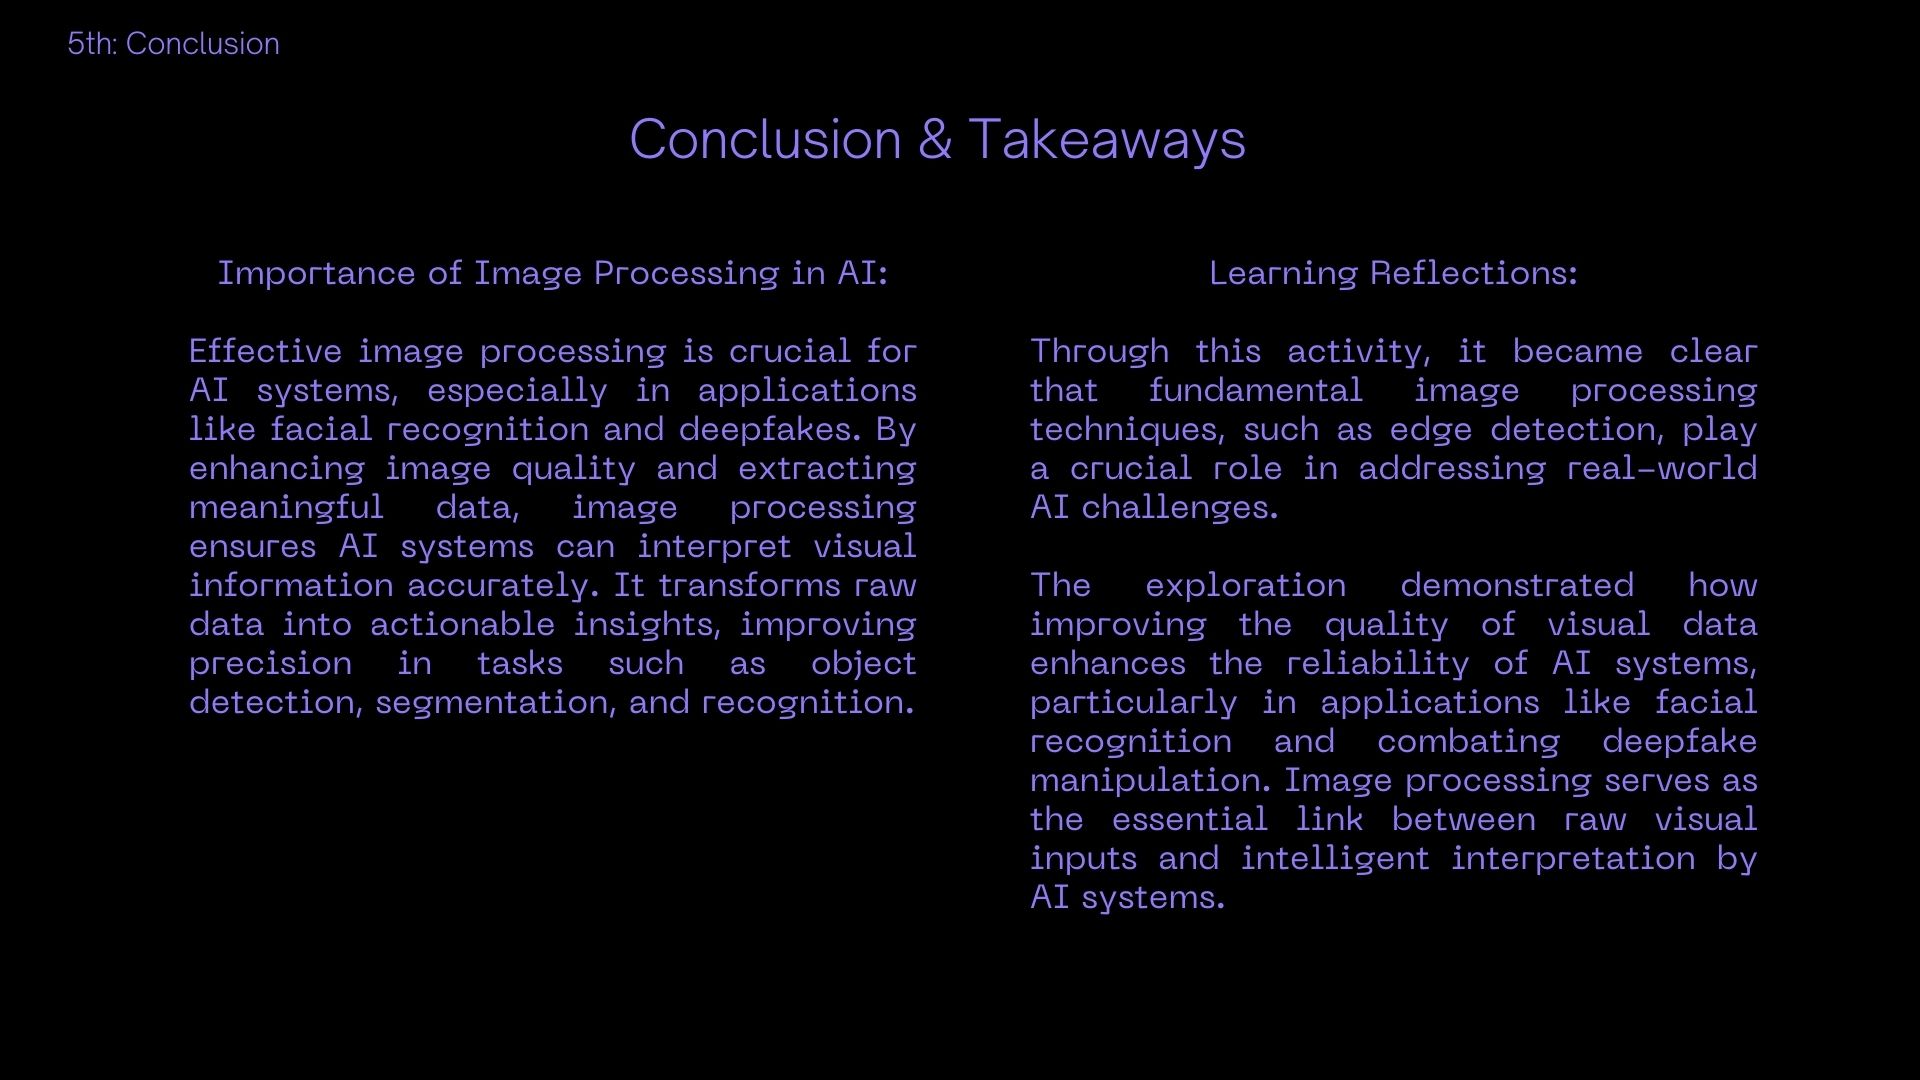 5th: Conclusion
Conclusion & Takeaways
Importance of Image Processing in AI:
Effective image processing is crucial for
AI systems, especially in applications
like facial recognition and deepfakes. By
enhancing image quality and extracting
meaningful data, image processing
ensures AI systems can interpret visual
information accurately. It transforms raw
data into actionable insights, improving
precision in tasks such as object
detection, segmentation, and recognition.
Learning Reflections:
Through this activity, it became clear
that fundamental image processing
techniques, such as edge detection, play
a crucial role in addressing real-world
AI challenges.
The exploration demonstrated how
improving the quality of visual data
enhances the reliability of AI systems,
particularly in applications like facial
recognition and combating deepfake
manipulation. Image processing serves as
the essential link between raw visual
inputs and intelligent interpretation by
AI systems.